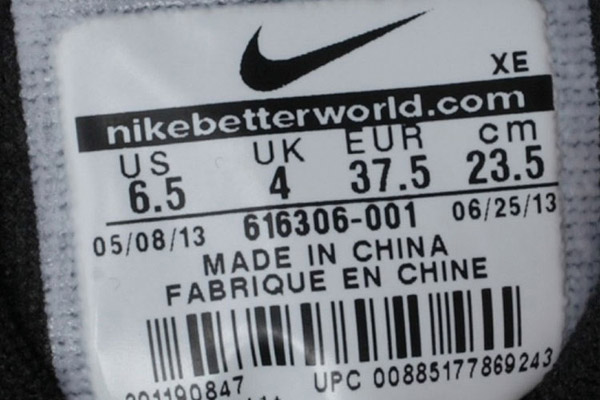 XE
nikebetterworld.com
US UK EUR cm
6.5 4 37.5 23.5
05/08/13 616306-001 06/25/13
MADE IN CHINA
FABRIQUE EN CHINE
201190847 UPC 00885177869243